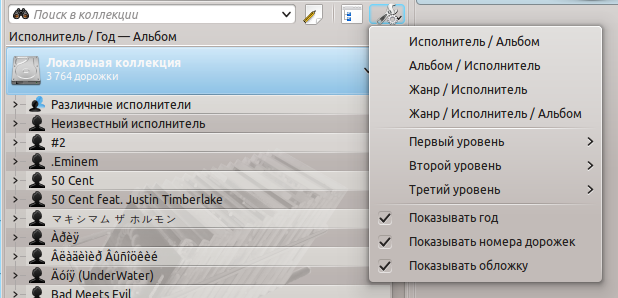 Поиск в коллекции
Исполнитель / Год — Альбом
Локальная коллекция
3 764 дорожки
Различные исполнители
Неизвестный исполнитель
#2
.Eminem
50 Cent
50 Cent feat. Justin Timberlake
マキシマム ザ ホルモン
Àðèÿ
Âëàäèìèð Âûñîöêèé
Äóíÿ (UnderWater)
Bad Meets Evil
Исполнитель / Альбом
Альбом / Исполнитель
Жанр / Исполнитель
Жанр / Исполнитель / Альбом
Первый уровень
Второй уровень
Третий уровень
Показывать год
Показывать номера дорожек
Показывать обложку